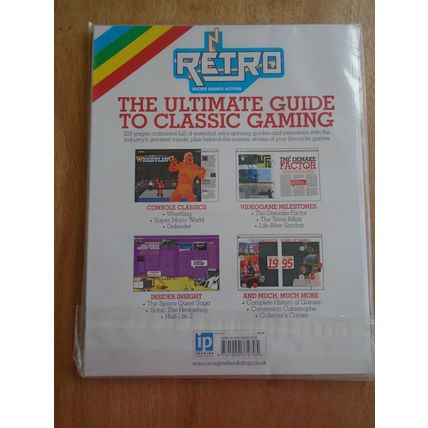 RETRO
MICRO GAMES ACTION
THE ULTIMATE GUIDE
TO CLASSIC GAMING
228 pages crammed full of essential retro gaming guides and interviews with the
industry's greatest minds, plus behind-the-scenes stories of your favourite games
WRESTLING
THE DEMAKE
FACTOR
CONSOLE CLASSICS
• Wrestling
• Super Mario World
• Defender
VIDEOGAME MILESTONES
• The Demake Factor
• The Tetris Affair
• Life After Sinclair
1995
INSIDER INSIGHT
• The Space Quest Saga
• Sonic The Hedgehog
• Half-Life 2
AND MUCH, MUCH MORE
• Complete History of Games
• Conversion Catastrophe
• Collector's Corner
ip
IMAGINE
www.imaginebookshop.co.uk